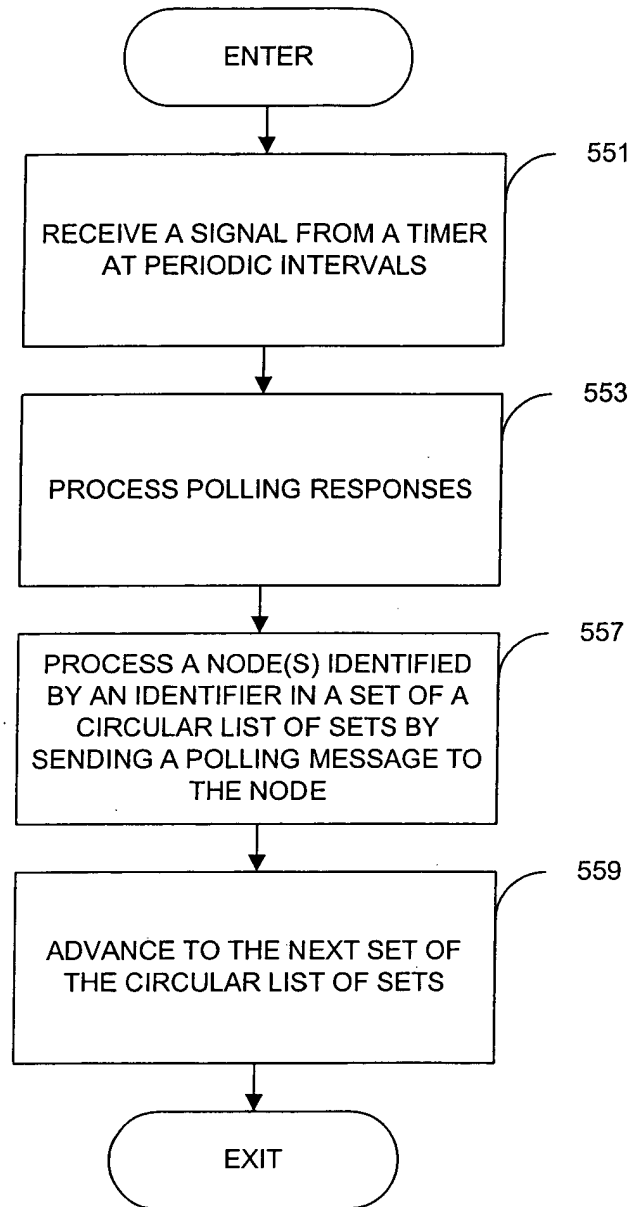 ENTER
551
RECEIVE A SIGNAL FROM A TIMER
AT PERIODIC INTERVALS
553
PROCESS POLLING RESPONSES
557
PROCESS A NODE(S) IDENTIFIED
BY AN IDENTIFIER IN A SET OF A
CIRCULAR LIST OF SETS BY
SENDING A POLLING MESSAGE TO
THE NODE
559
ADVANCE TO THE NEXT SET OF
THE CIRCULAR LIST OF SETS
EXIT